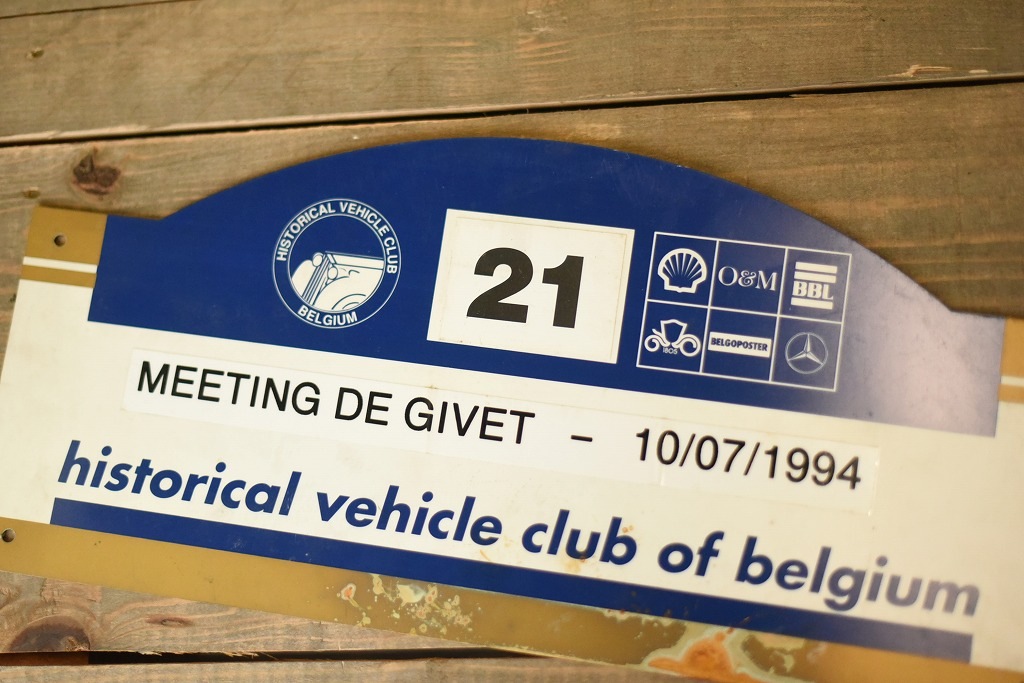 HISTORICAL VEHICLE CLUB
BELGIUM
21
O&M
BBL
1805
BELGOPOSTER
MEETING DE GIVET – 10/07/1994
historical vehicle club of belgium